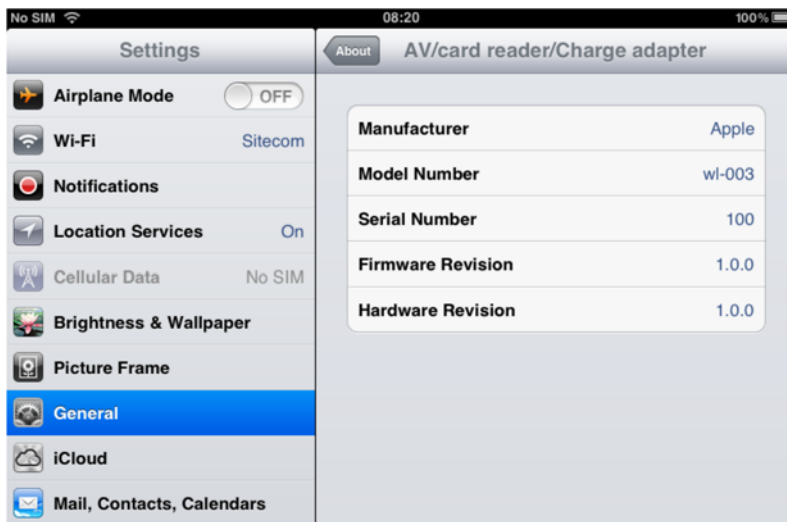 No SIM 08:20 100%
Settings
Airplane Mode OFF
Wi-Fi Sitecom
Notifications
Location Services On
Cellular Data No SIM
Brightness & Wallpaper
Picture Frame
General
iCloud
Mail, Contacts, Calendars
About AV/card reader/Charge adapter
Manufacturer Apple
Model Number wl-003
Serial Number 100
Firmware Revision 1.0.0
Hardware Revision 1.0.0